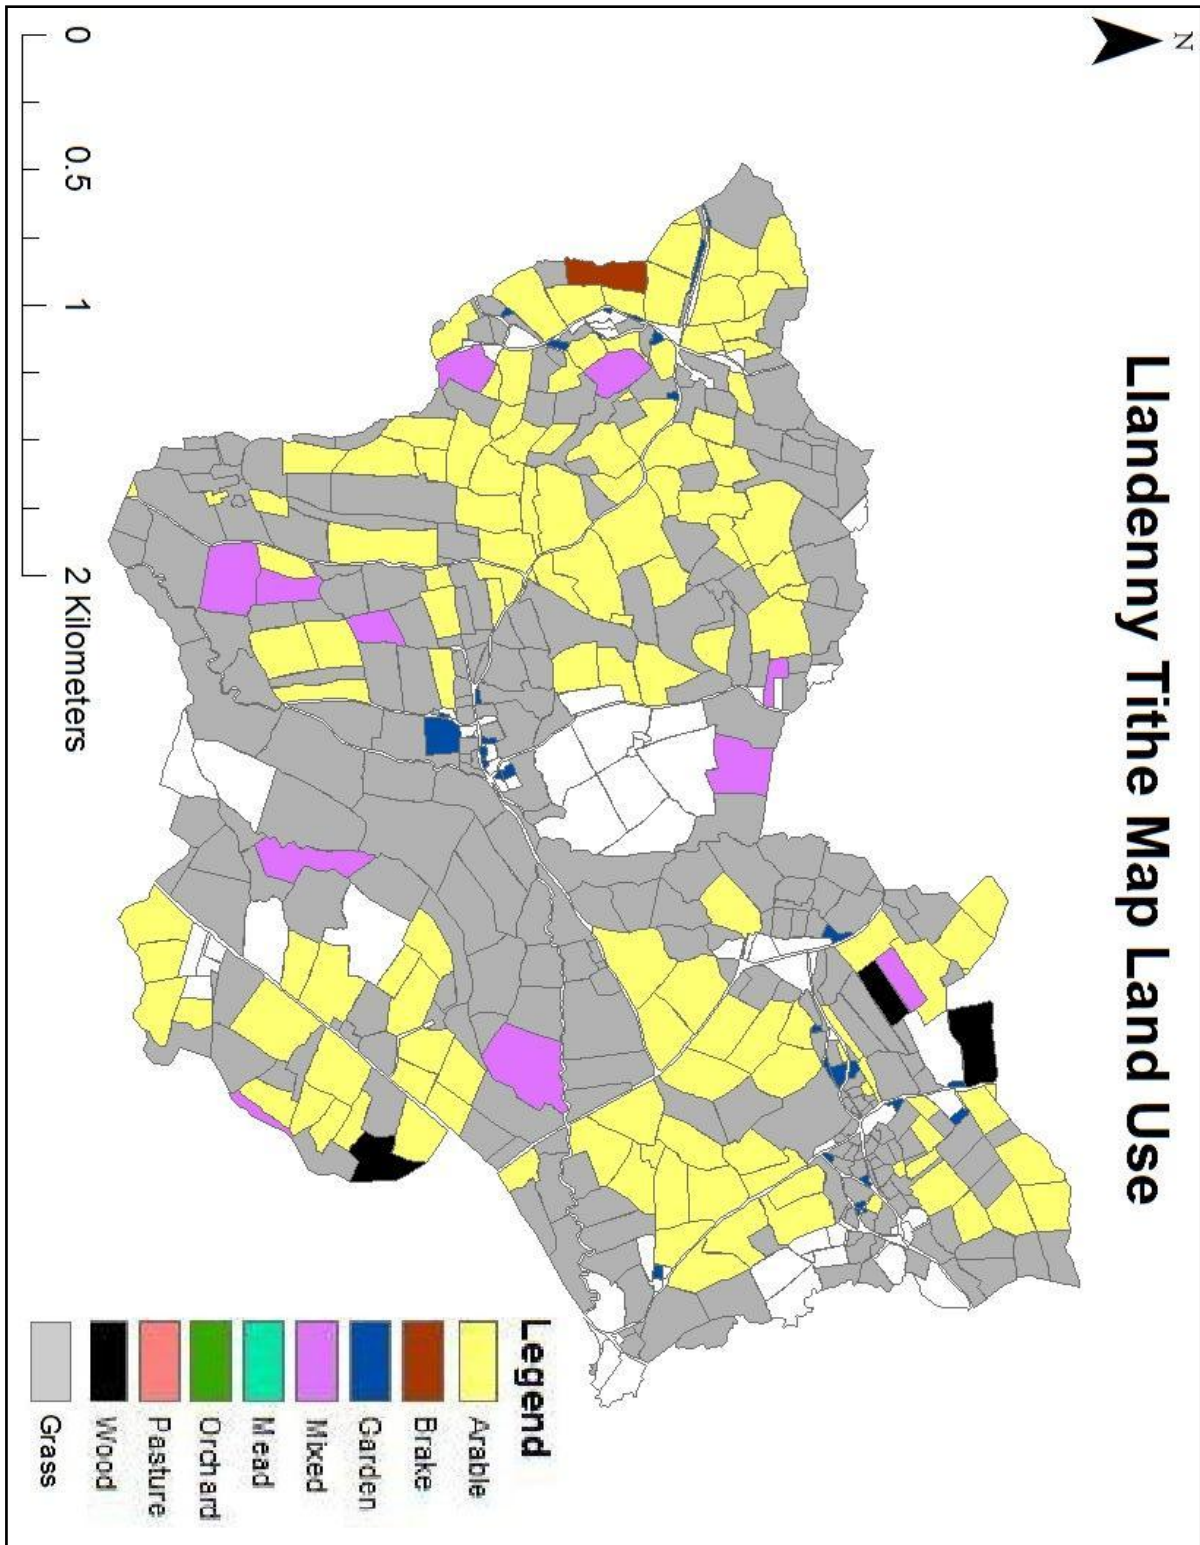 Llandenny Tithe Map Land Use
N
Legend
Arable
Brake
Garden
Mixed
Mead
Orchard
Pasture
Wood
Grass
0 0.5 1 2 Kilometers